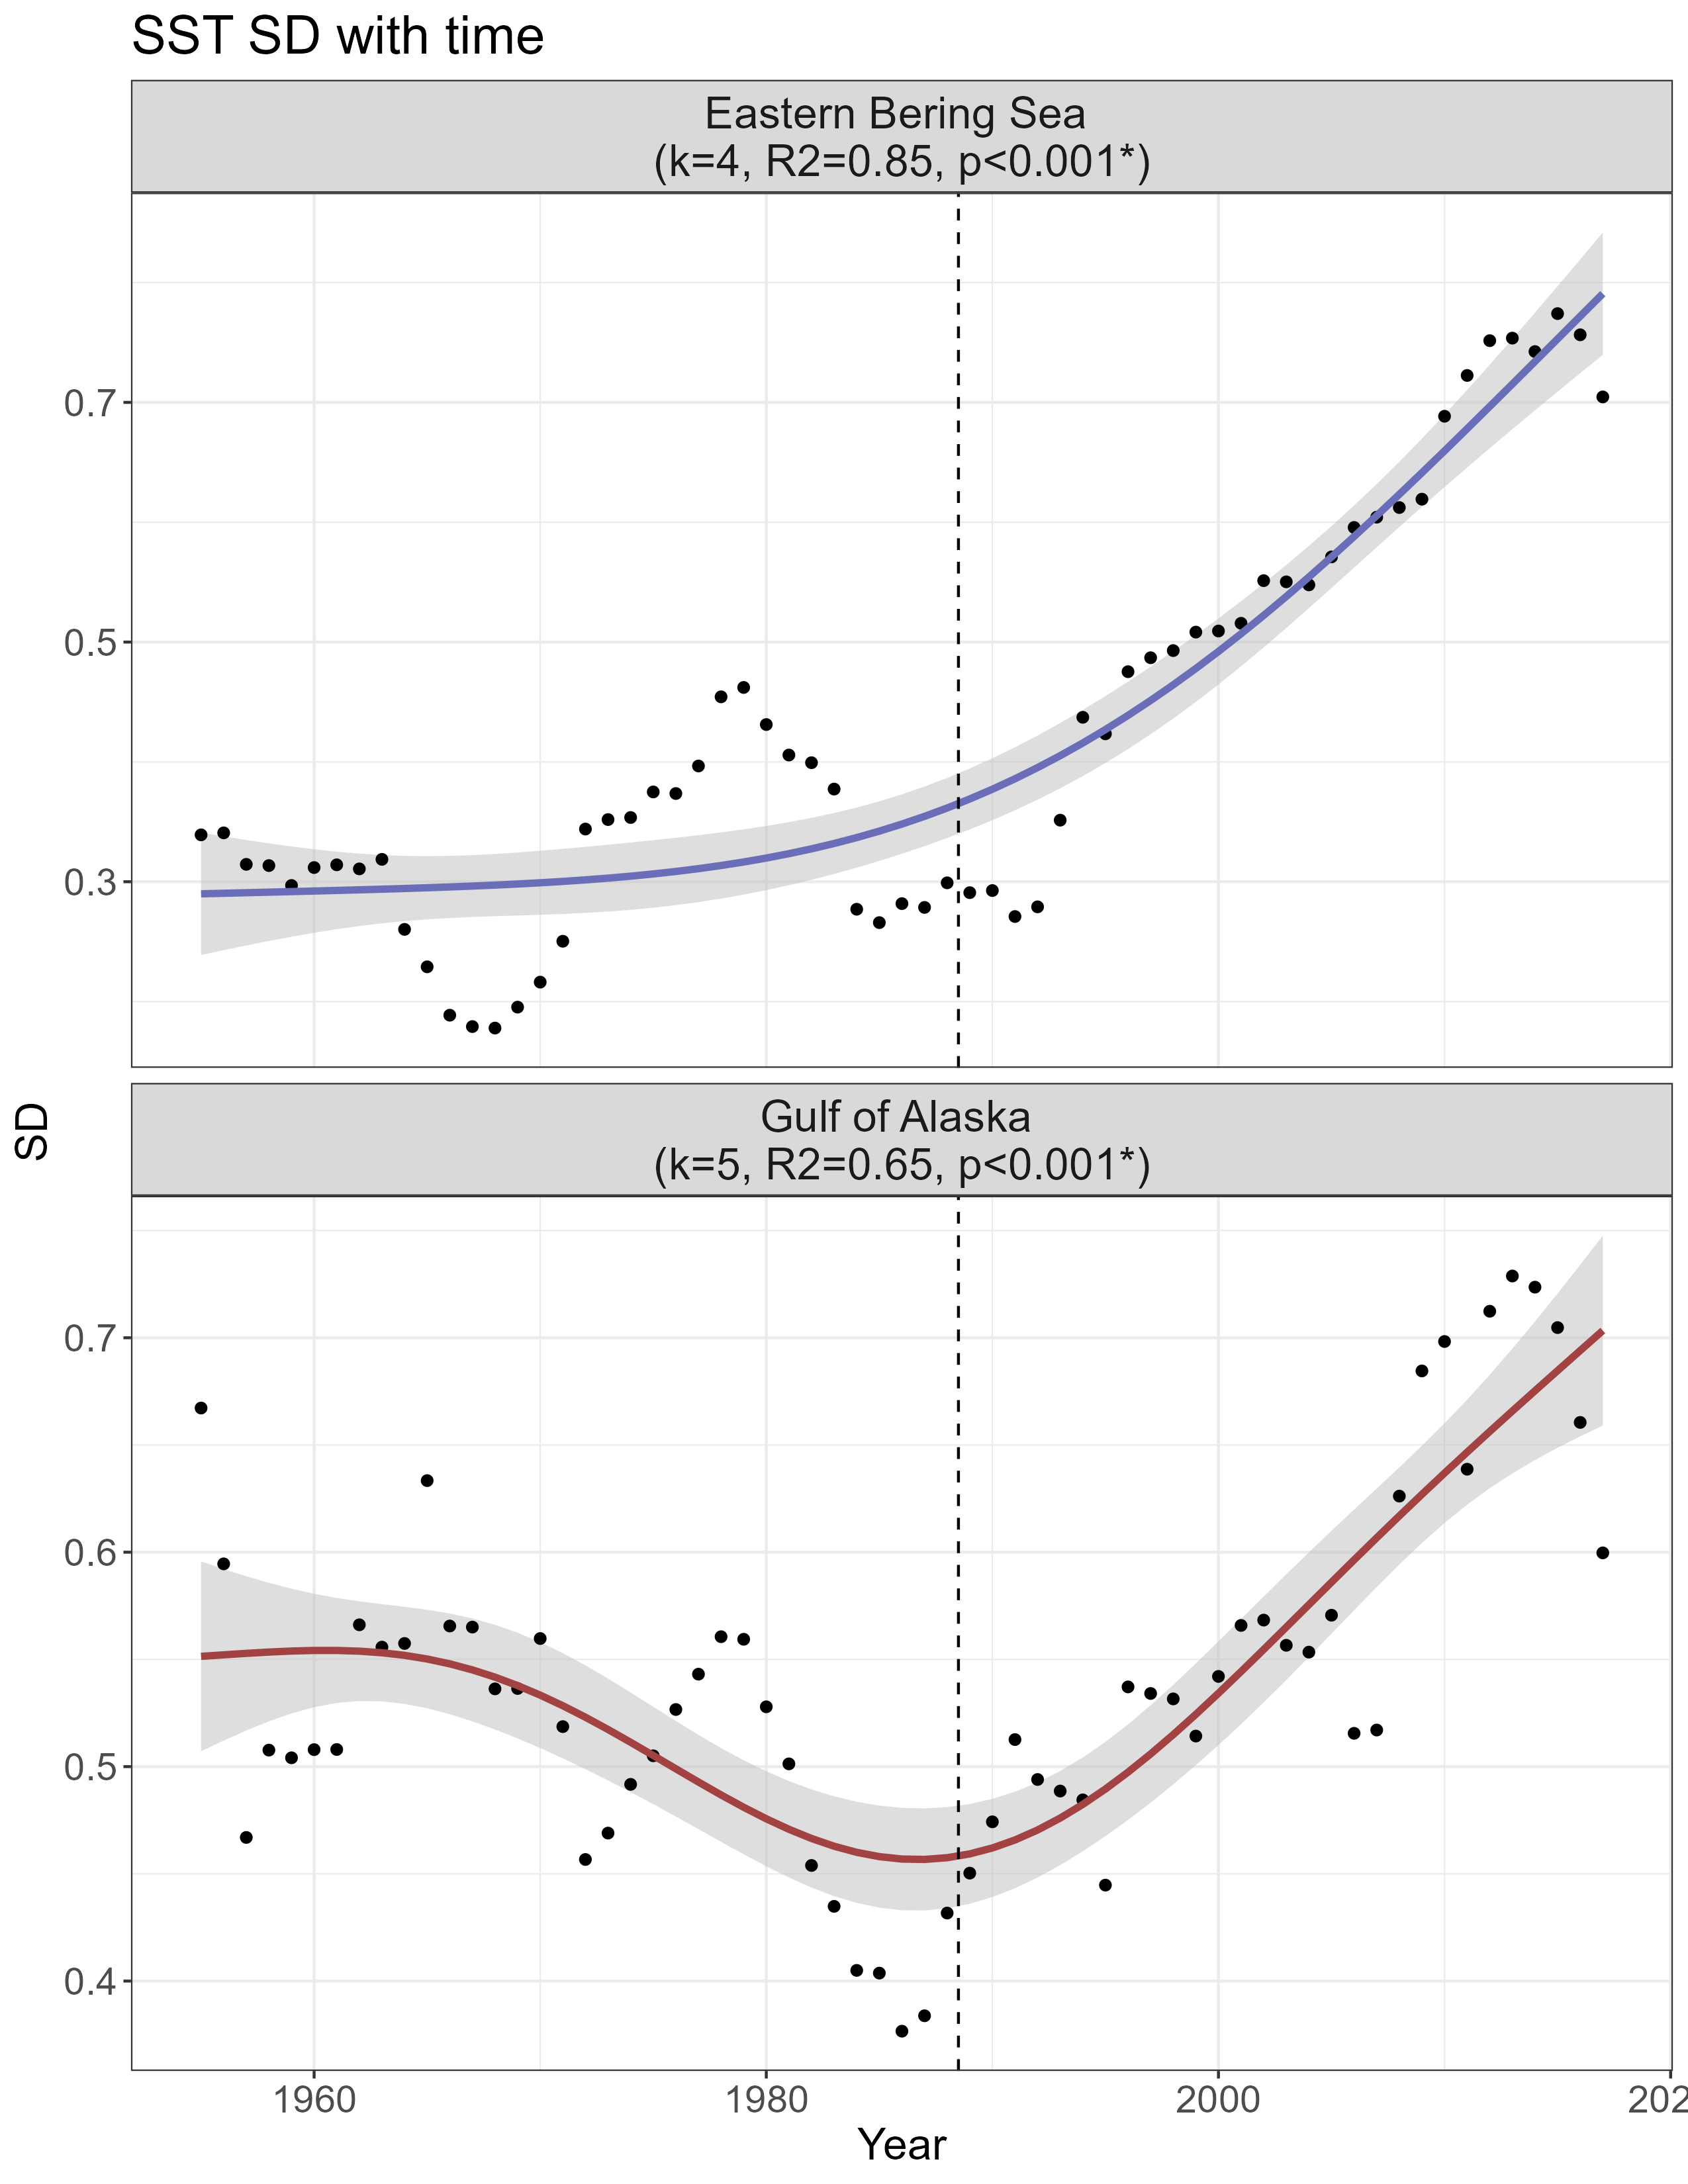 SST SD with time
Eastern Bering Sea
(k=4, R2=0.85, p<0.001*)
0.7
0.5
0.3
SD
Gulf of Alaska
(k=5, R2=0.65, p<0.001*)
0.7
0.6
0.5
0.4
1960 1980 2000 202
Year